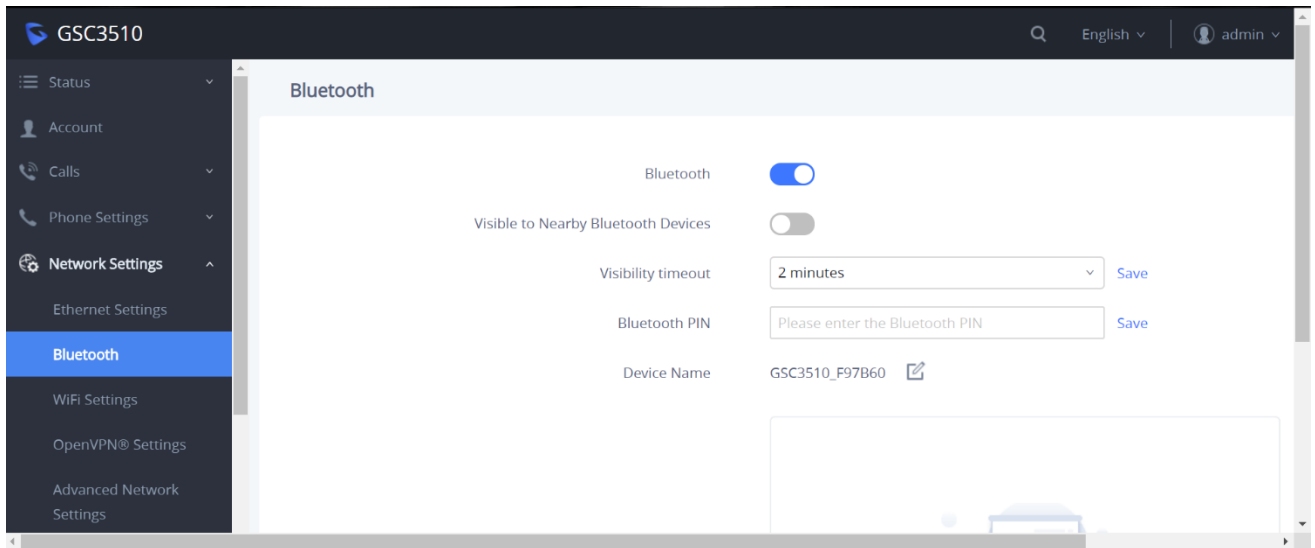 GSC3510
English
admin
Status
Account
Calls
Phone Settings
Network Settings
Ethernet Settings
Bluetooth
WiFi Settings
OpenVPN® Settings
Advanced Network
Settings
Bluetooth
Bluetooth
Visible to Nearby Bluetooth Devices
Visibility timeout 2 minutes Save
Bluetooth PIN Please enter the Bluetooth PIN Save
Device Name GSC3510_F97B60